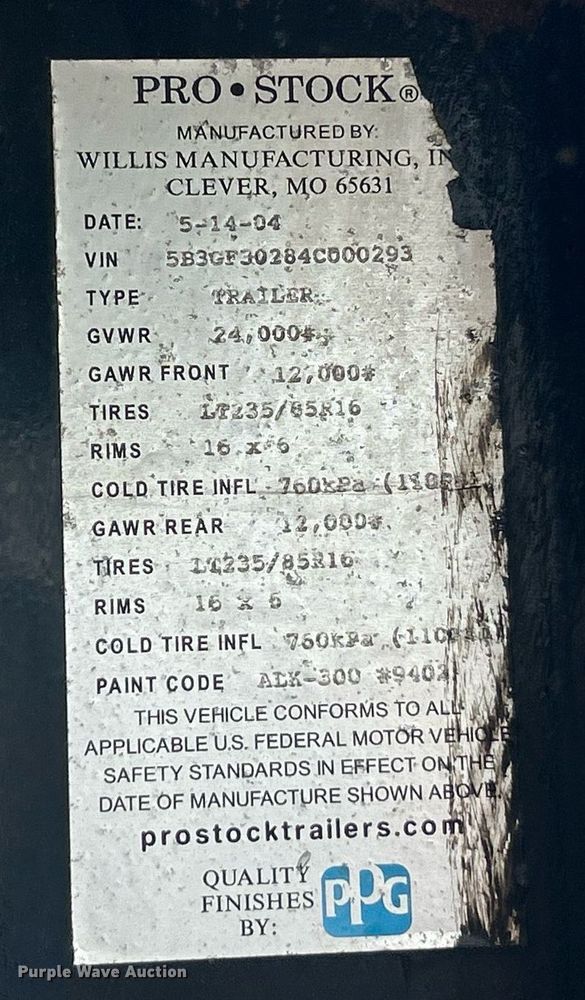 PRO • STOCK®
MANUFACTURED BY:
WILLIS MANUFACTURING, IN
CLEVER, MO 65631
DATE: 5-14-04
VIN 5B3GF30284C000293
TYPE TRAILER
GVWR 24,000#
GAWR FRONT 12,000#
TIRES LT235/85R16
RIMS 16 x 6
COLD TIRE INFL 760kPa (110PSI
GAWR REAR 12,000#
TIRES LT235/85R16
RIMS 16 x 6
COLD TIRE INFL 760kPa
PAINT CODE ALK-300 #9402
THIS VEHICLE CONFORMS TO ALL
APPLICABLE U.S. FEDERAL MOTOR VEHICLE
SAFETY STANDARDS IN EFFECT ON THE
DATE OF MANUFACTURE SHOWN ABOVE.
prostocktrailers.com
QUALITY
FINISHES
BY:
PPG
Purple Wave Auction